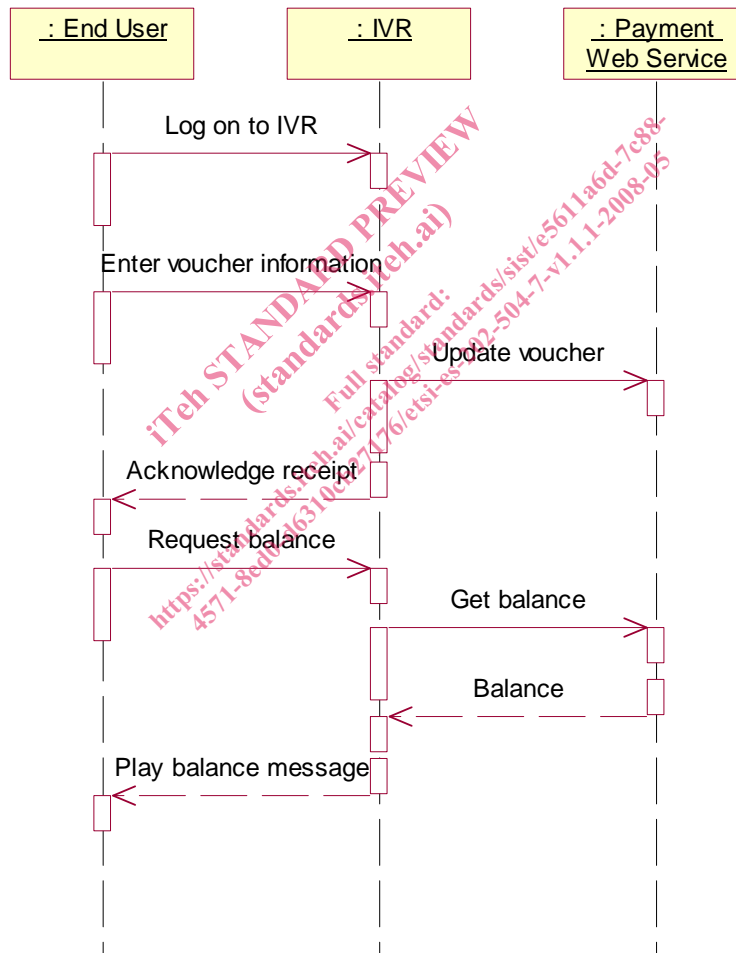 : End User
: IVR
: Payment
Web Service
Log on to IVR
Enter voucher information
Update voucher
Acknowledge receipt
Request balance
Get balance
Balance
Play balance message
iTeh STANDARD PREVIEW
(standards.iteh.ai)
Full standard: